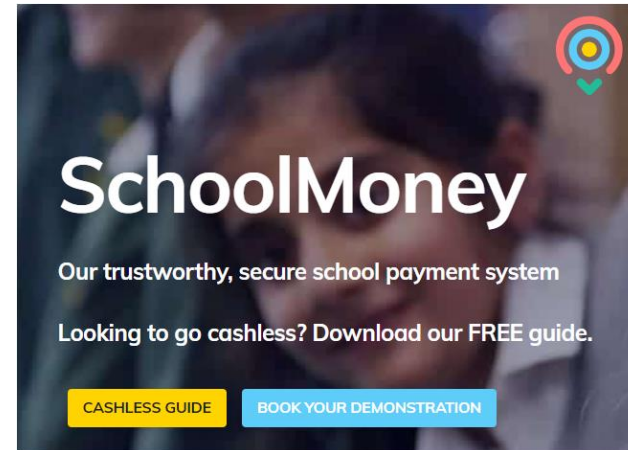 SchoolMoney
Our trustworthy, secure school payment system
Looking to go cashless? Download our FREE guide.
CASHLESS GUIDE
BOOK YOUR DEMONSTRATION